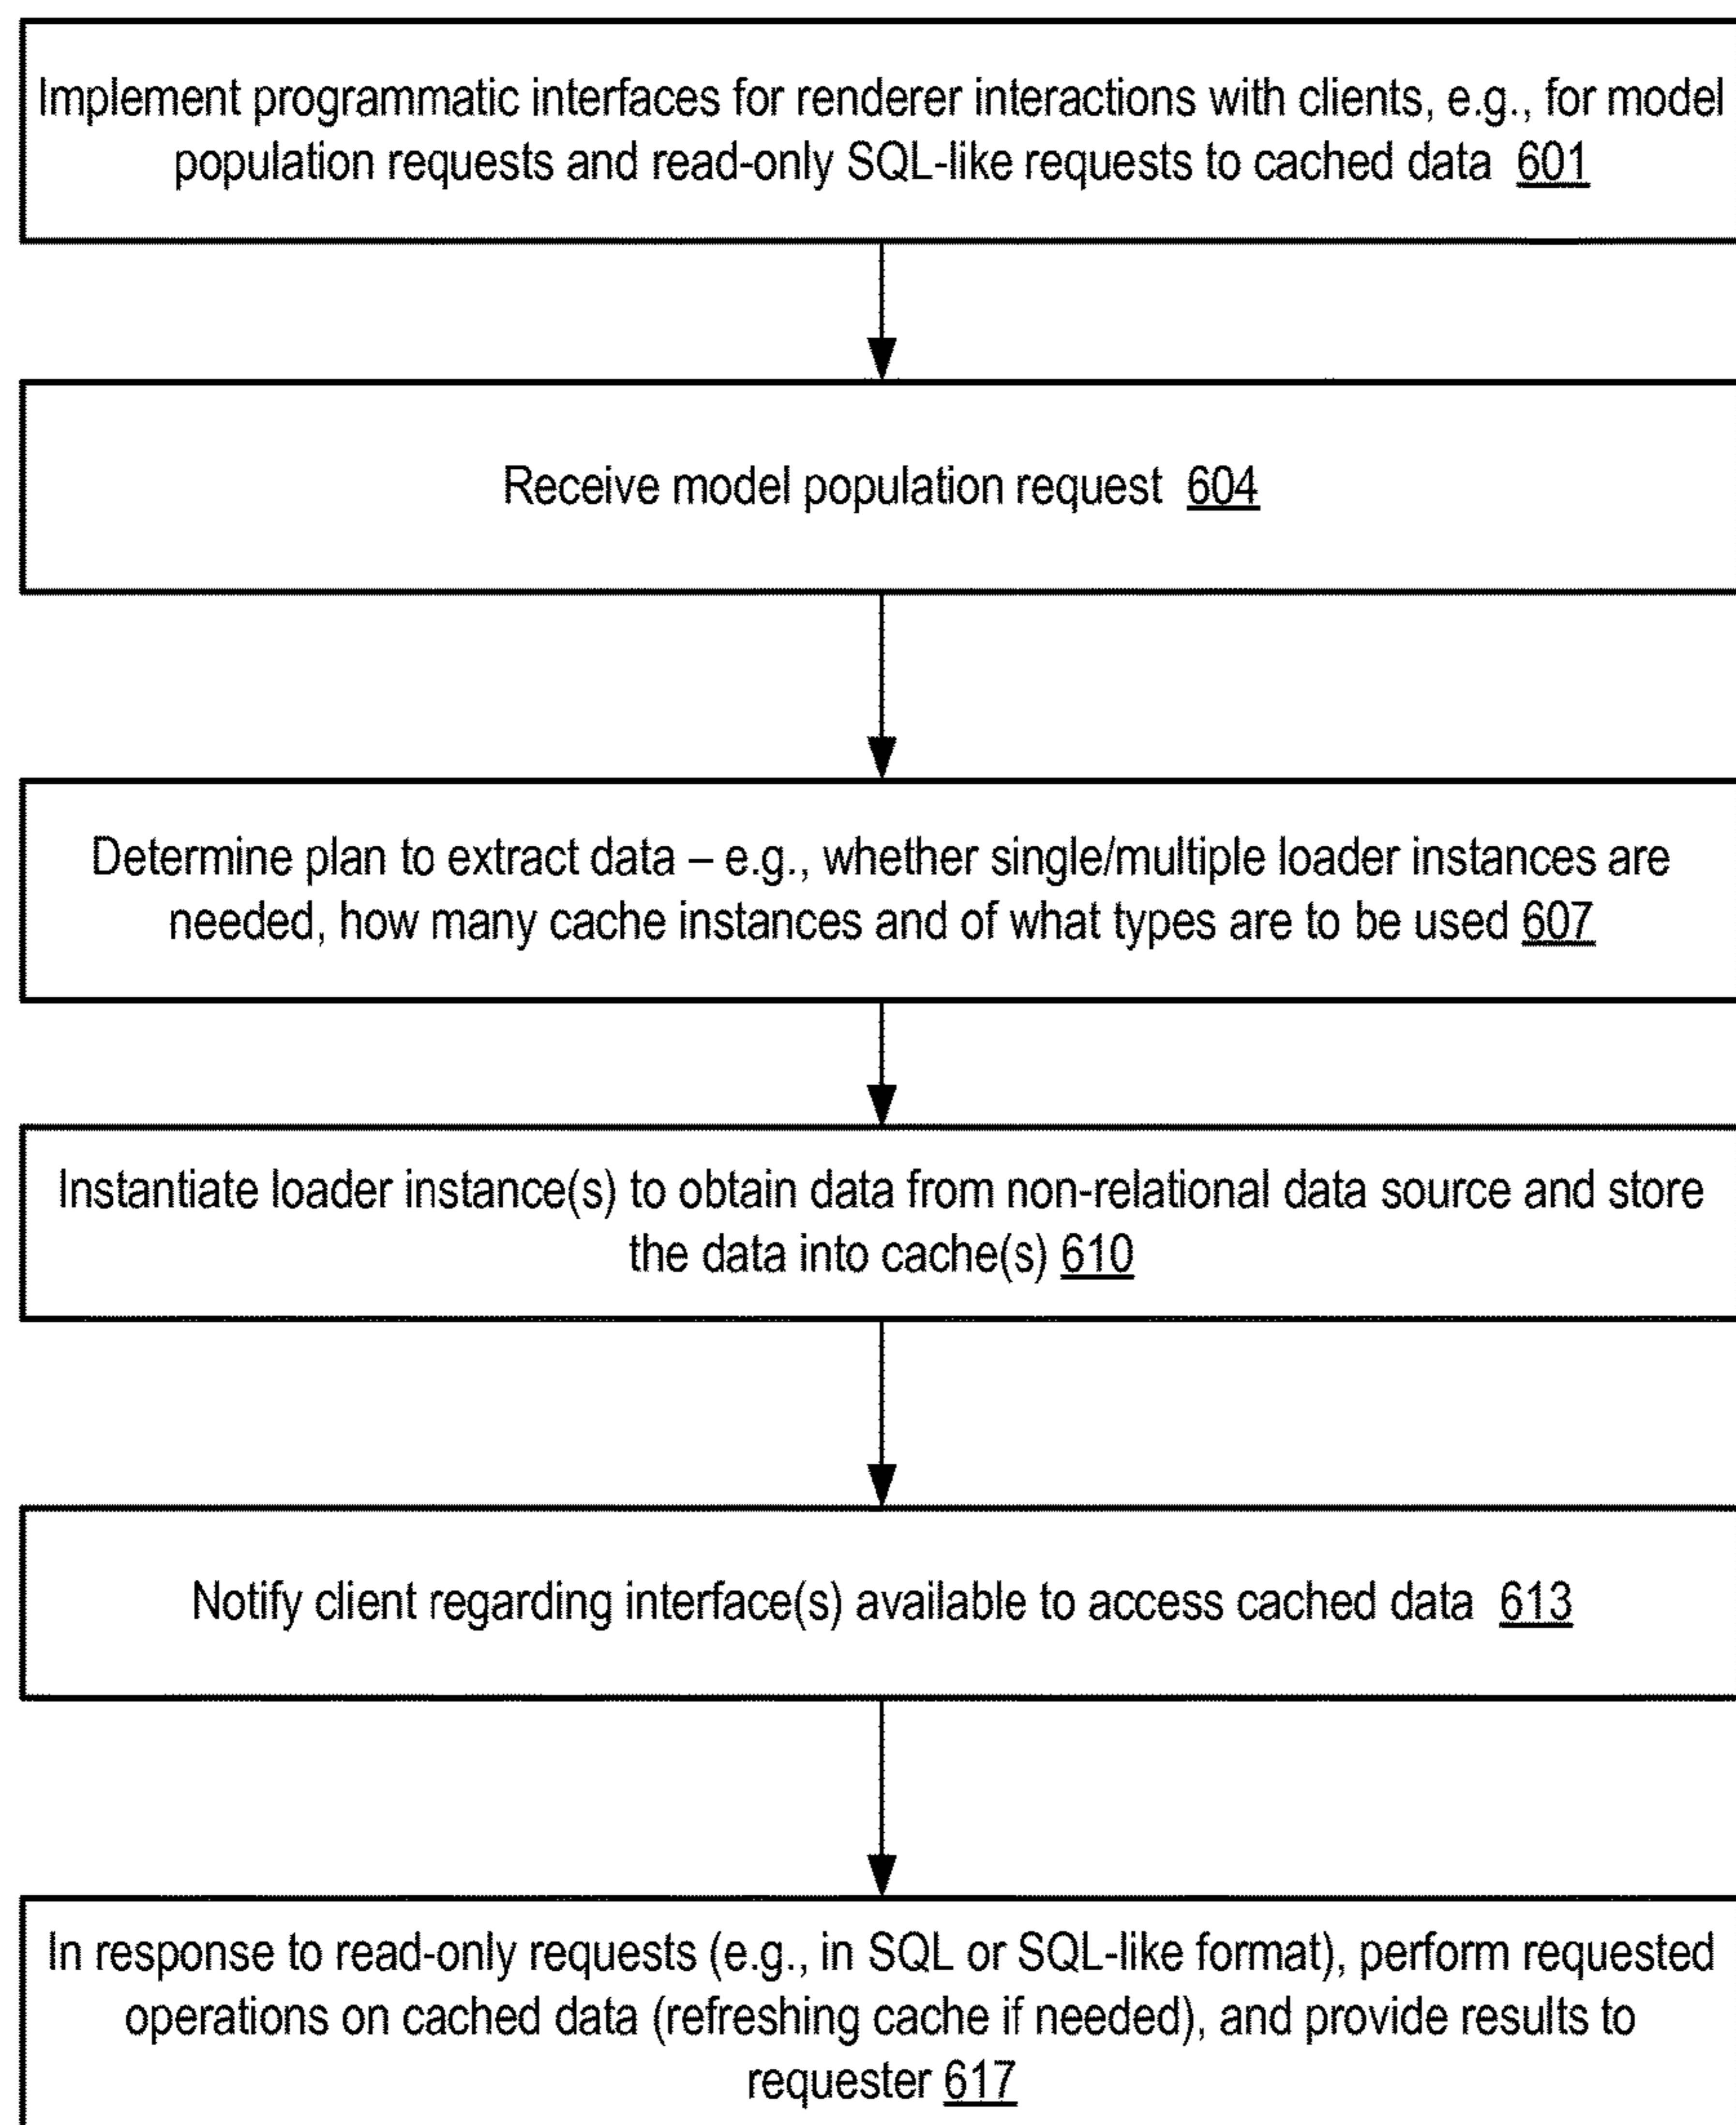 Implement programmatic interfaces for renderer interactions with clients, e.g., for model
population requests and read-only SQL-like requests to cached data 601
Receive model population request 604
Determine plan to extract data – e.g., whether single/multiple loader instances are
needed, how many cache instances and of what types are to be used 607
Instantiate loader instance(s) to obtain data from non-relational data source and store
the data into cache(s) 610
Notify client regarding interface(s) available to access cached data 613
In response to read-only requests (e.g., in SQL or SQL-like format), perform requested
operations on cached data (refreshing cache if needed), and provide results to
requester 617